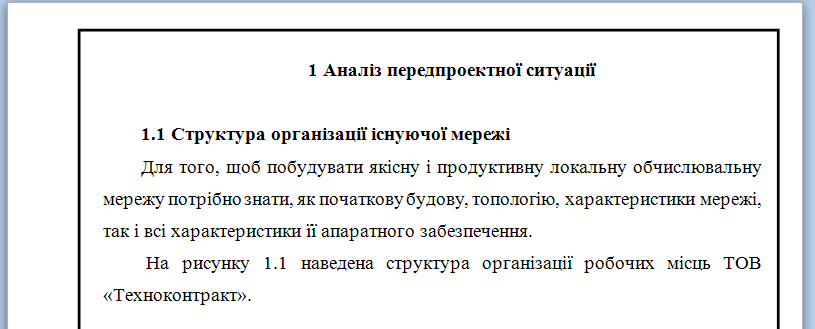 1 Аналіз передпроектної ситуації
1.1 Структура організації існуючої мережі
Для того, щоб побудувати якісну і продуктивну локальну обчислювальну
мережу потрібно знати, як початкову будову, топологію, характеристики мережі,
так і всі характеристики її апаратного забезпечення.
На рисунку 1.1 наведена структура організації робочих місць ТОВ
«Техноконтракт».